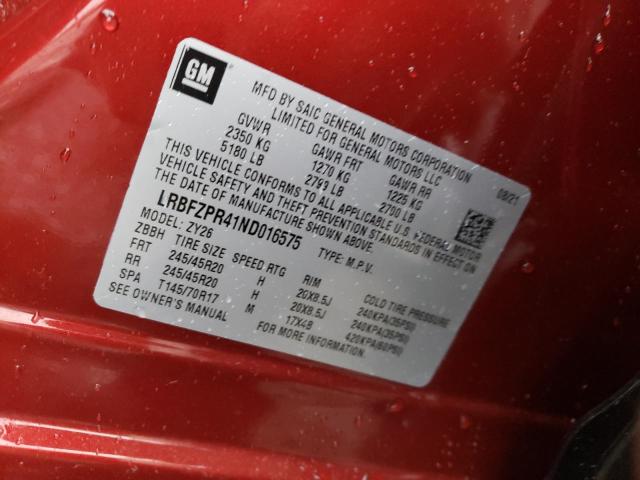 GM
MFD BY SAIC GENERAL MOTORS CORPORATION
LIMITED FOR GENERAL MOTORS LLC
08/21
GVWR GAWR FRT GAWR RR
2350 KG 1270 KG 1225 KG
5180 LB 2799 LB 2700 LB
THIS VEHICLE CONFORMS TO ALL APPLICABLE U.S. FEDERAL MOTOR
VEHICLE SAFETY AND THEFT PREVENTION STANDARDS IN EFFECT ON
THE DATE OF MANUFACTURE SHOWN ABOVE.
LRBFZPR41ND016575
MODEL: ZY26 TYPE: M.P.V.
ZBBH TIRE SIZE SPEED RTG RIM COLD TIRE PRESSURE
FRT 245/45R20 H 20X8.5J 240KPA(35PSI)
RR 245/45R20 H 20X8.5J 240KPA(35PSI)
SPA T145/70R17 M 17X4B 420KPA(60PSI)
SEE OWNER'S MANUAL FOR MORE INFORMATION.